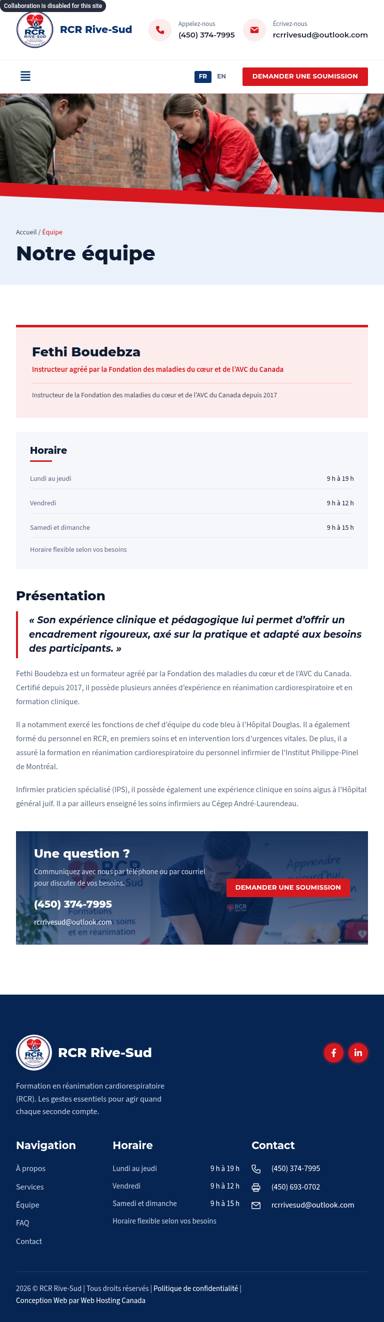 Collaboration is disabled for this site
RCR
RIVE-SUD
RCR Rive-Sud
Appelez-nous
(450) 374-7995
Écrivez-nous
rcrrivesud@outlook.com
FR
EN
DEMANDER UNE SOUMISSION
Accueil / Équipe
Notre équipe
Fethi Boudebza
Instructeur agréé par la Fondation des maladies du cœur et de l'AVC du Canada
Instructeur de la Fondation des maladies du cœur et de l'AVC du Canada depuis 2017
Horaire
Lundi au jeudi 9 h à 19 h
Vendredi 9 h à 12 h
Samedi et dimanche 9 h à 15 h
Horaire flexible selon vos besoins
Présentation
« Son expérience clinique et pédagogique lui permet d'offrir un
encadrement rigoureux, axé sur la pratique et adapté aux besoins
des participants. »
Fethi Boudebza est un formateur agréé par la Fondation des maladies du cœur et de l'AVC du Canada.
Certifié depuis 2017, il possède plusieurs années d'expérience en réanimation cardiorespiratoire et en
formation clinique.
Il a notamment exercé les fonctions de chef d'équipe du code bleu à l'Hôpital Douglas. Il a également
formé du personnel en RCR, en premiers soins et en intervention lors d'urgences vitales. De plus, il a
assuré la formation en réanimation cardiorespiratoire du personnel infirmier de l'Institut Philippe-Pinel
de Montréal.
Infirmier praticien spécialisé (IPS), il possède également une expérience clinique en soins aigus à l'Hôpital
général juif. Il a par ailleurs enseigné les soins infirmiers au Cégep André-Laurendeau.
Une question ?
Communiquez avec nous par téléphone ou par courriel
pour discuter de vos besoins.
(450) 374-7995
rcrrivesud@outlook.com
DEMANDER UNE SOUMISSION
Apprendre
aujourd'hui
RCR
RCR
RIVE-SUD
RCR Rive-Sud
Formation en réanimation cardiorespiratoire
(RCR). Les gestes essentiels pour agir quand
chaque seconde compte.
Navigation
À propos
Services
Équipe
FAQ
Contact
Horaire
Lundi au jeudi 9 h à 19 h
Vendredi 9 h à 12 h
Samedi et dimanche 9 h à 15 h
Horaire flexible selon vos besoins
Contact
(450) 374-7995
(450) 693-0702
rcrrivesud@outlook.com
2026 © RCR Rive-Sud | Tous droits réservés | Politique de confidentialité |
Conception Web par Web Hosting Canada